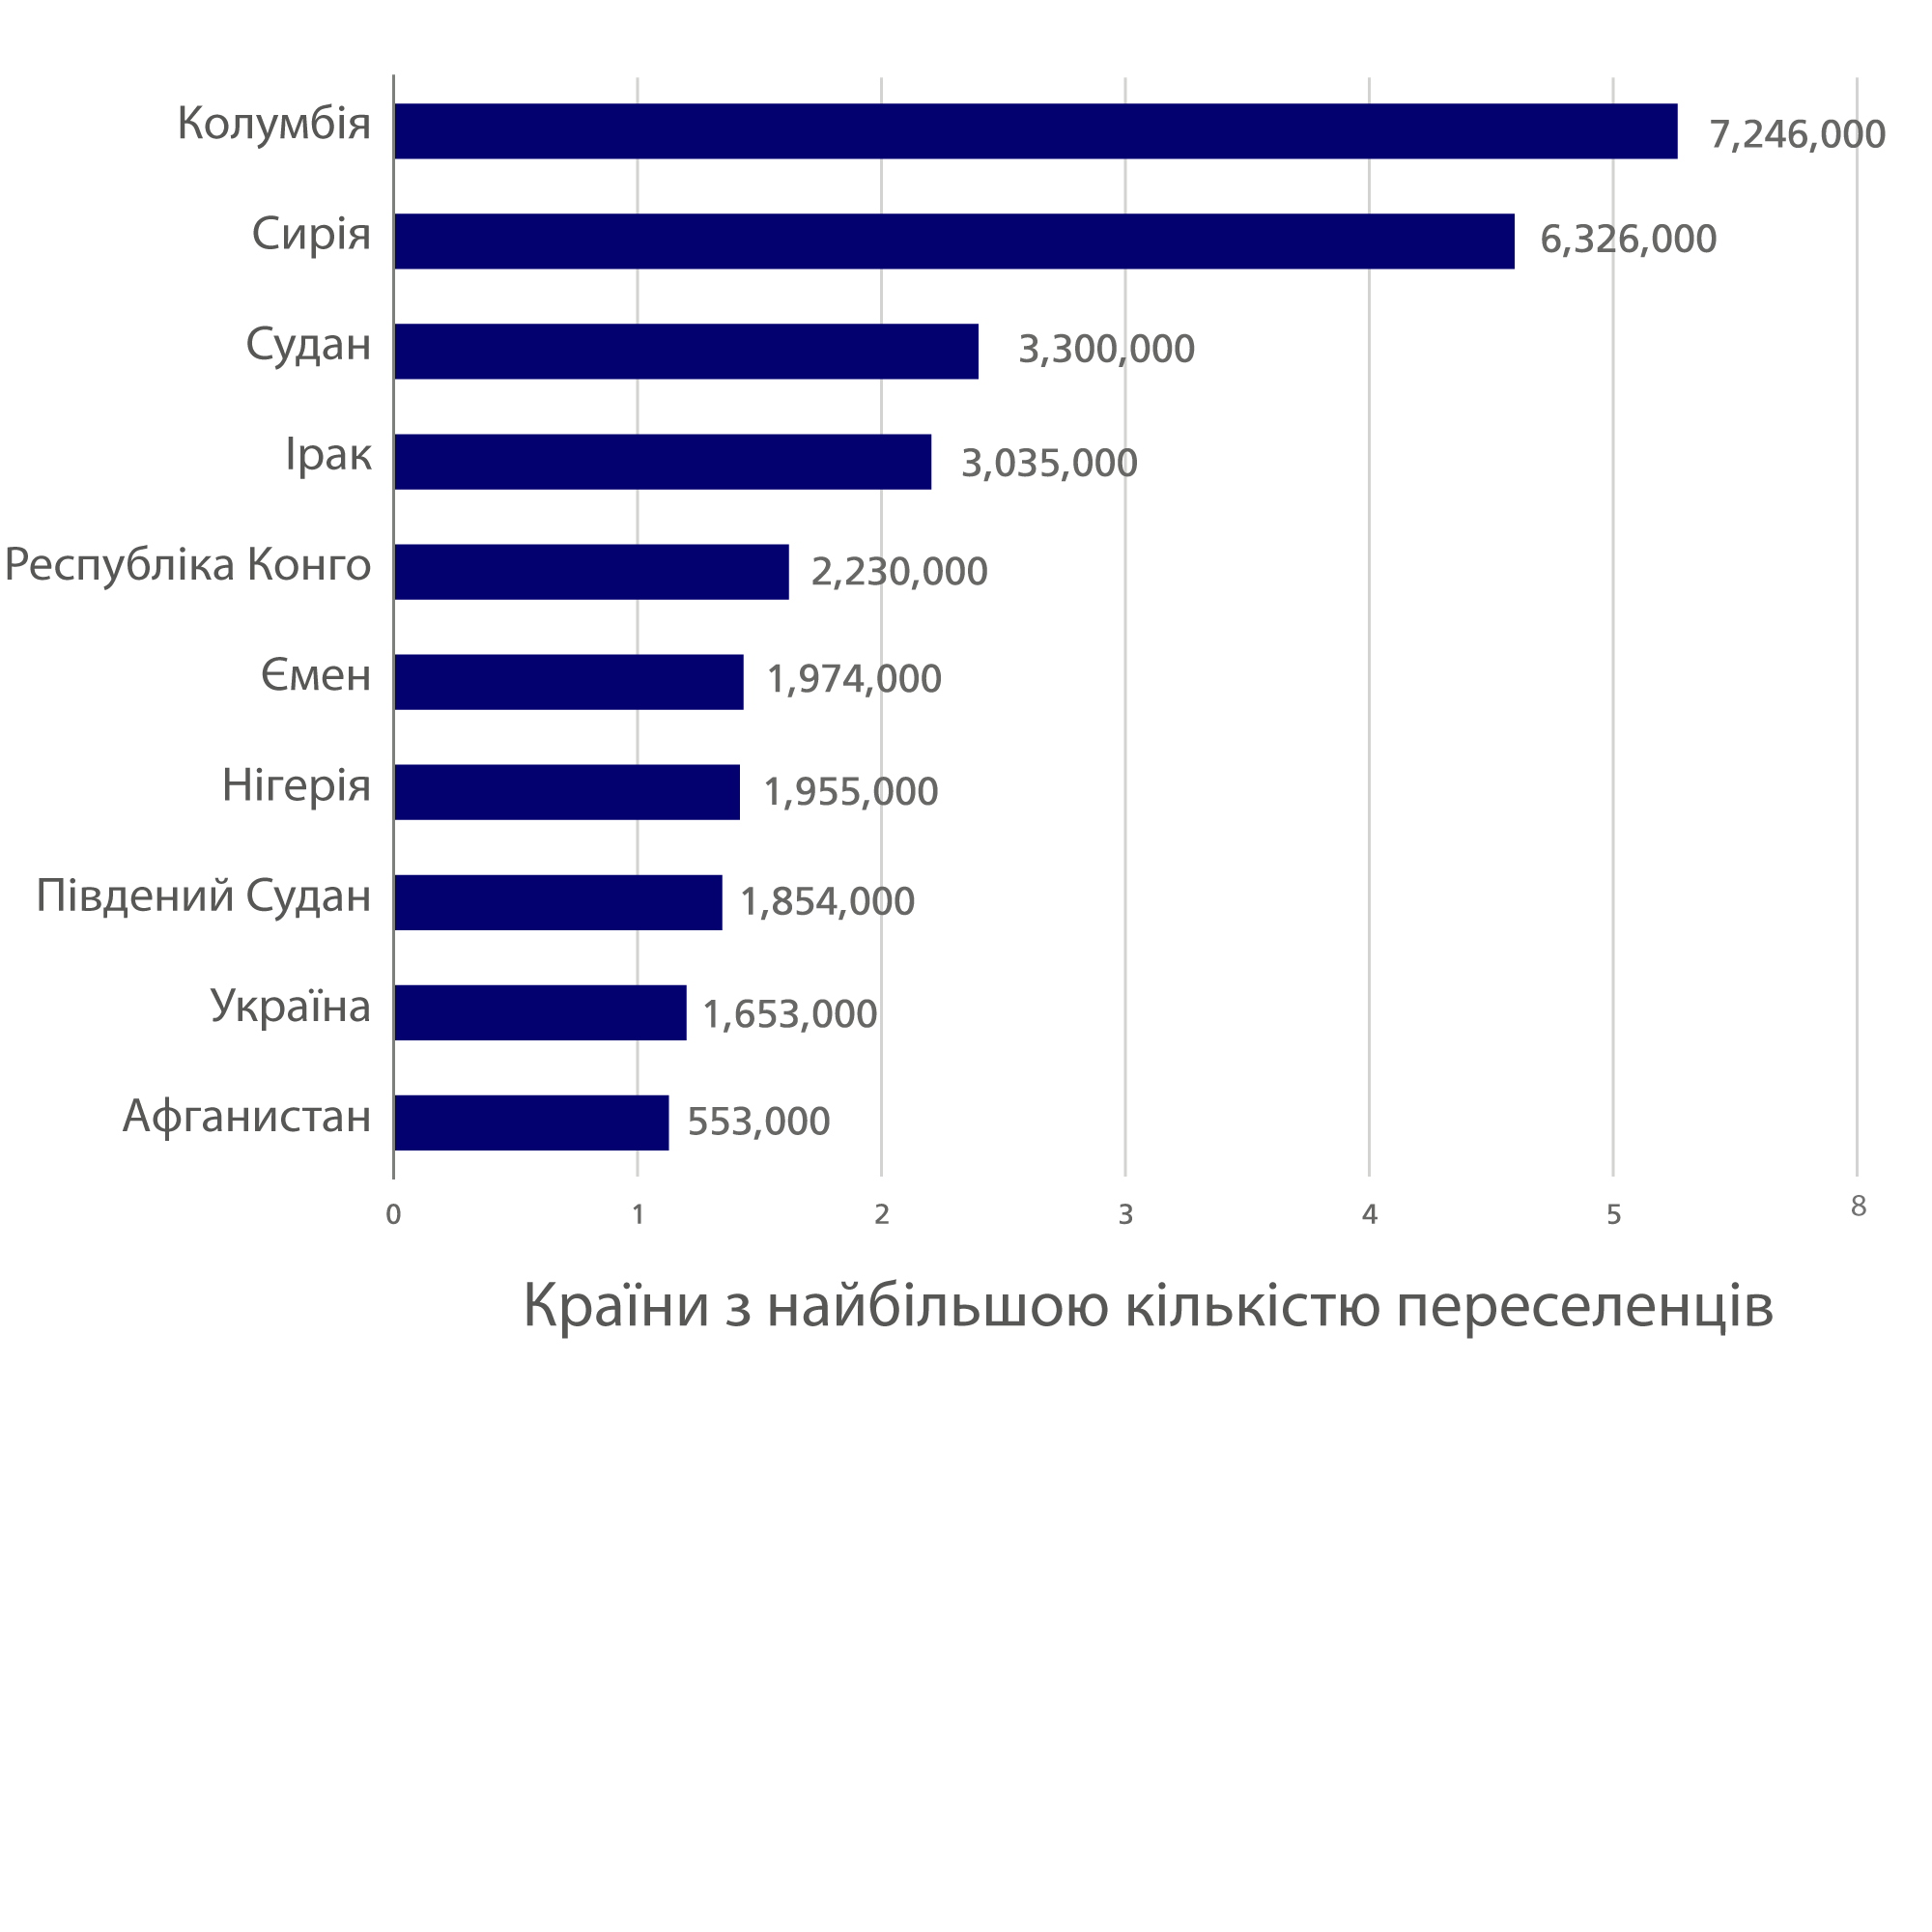 Колумбія 7,246,000
Сирія 6,326,000
Судан 3,300,000
Ірак 3,035,000
Республіка Конго 2,230,000
Ємен 1,974,000
Нігерія 1,955,000
Південий Судан 1,854,000
Україна 1,653,000
Афганистан 553,000
0 1 2 3 4 5 8
Країни з найбільшою кількістю переселенців